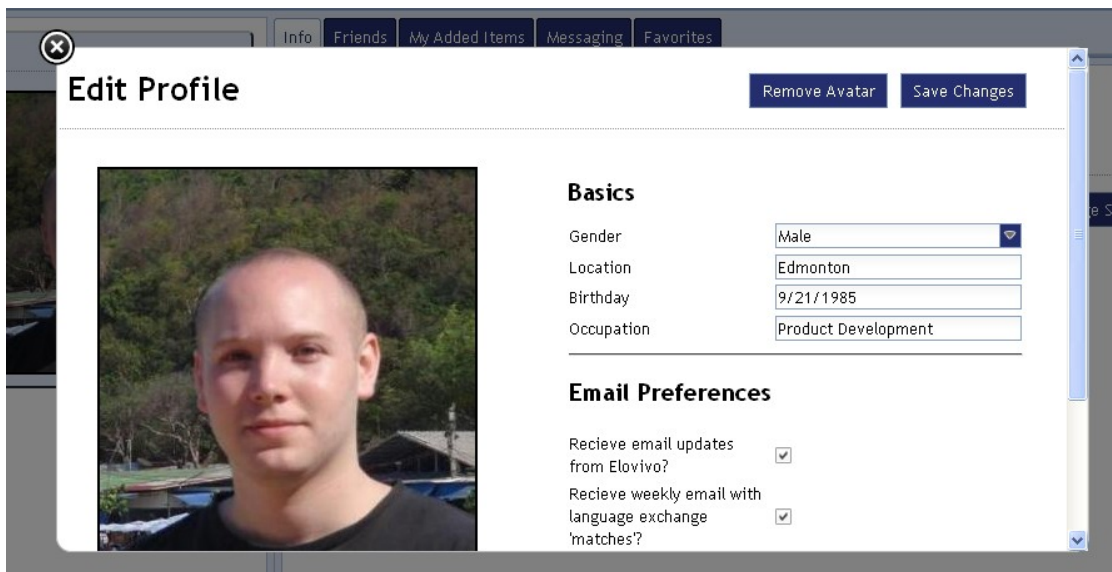 Info Friends My Added Items Messaging Favorites
Edit Profile
Remove Avatar Save Changes
Basics
Gender Male
Location Edmonton
Birthday 9/21/1985
Occupation Product Development
Email Preferences
Recieve email updates
from Elovivo?
Recieve weekly email with
language exchange
'matches'?